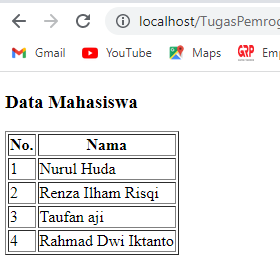 localhost/TugasPemrog
Gmail YouTube Maps GRP Emp
Data Mahasiswa
No. Nama
1 Nurul Huda
2 Renza Ilham Risqi
3 Taufan aji
4 Rahmad Dwi Iktanto